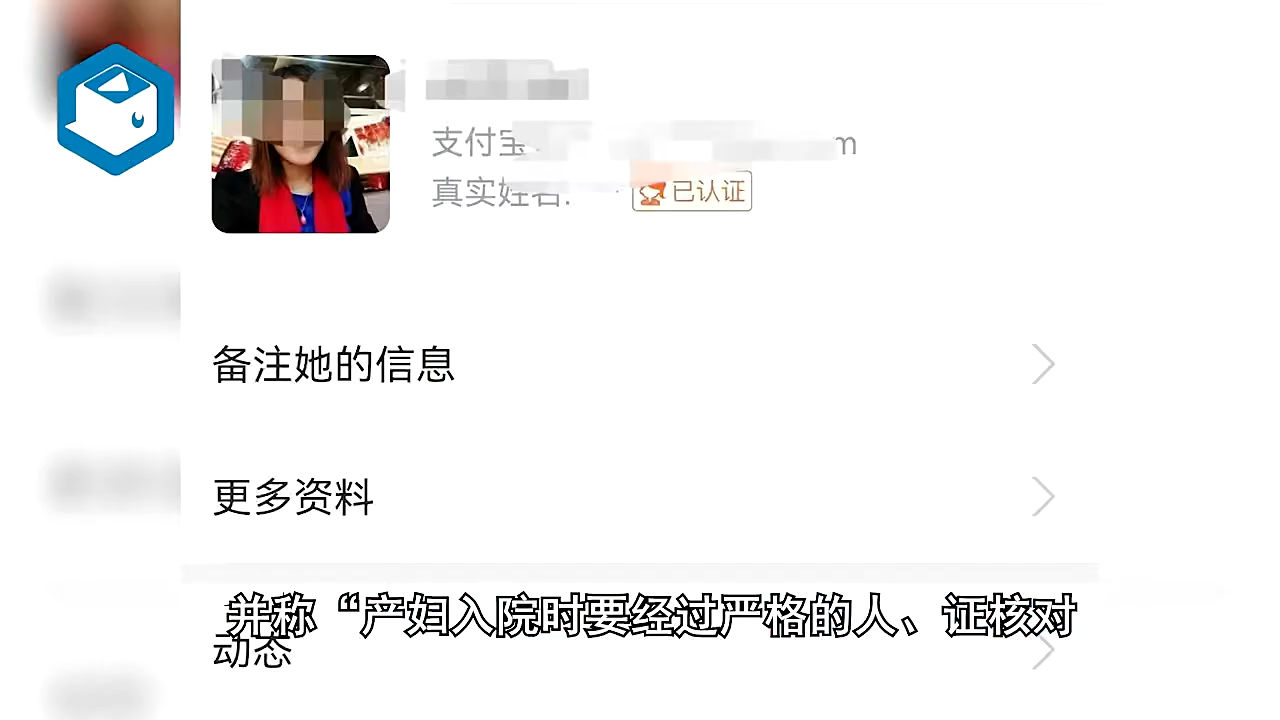 支付宝
m
真实姓名:
已认证
备注她的信息
更多资料
并称“产妇入院时要经过严格的人、证核对
动态